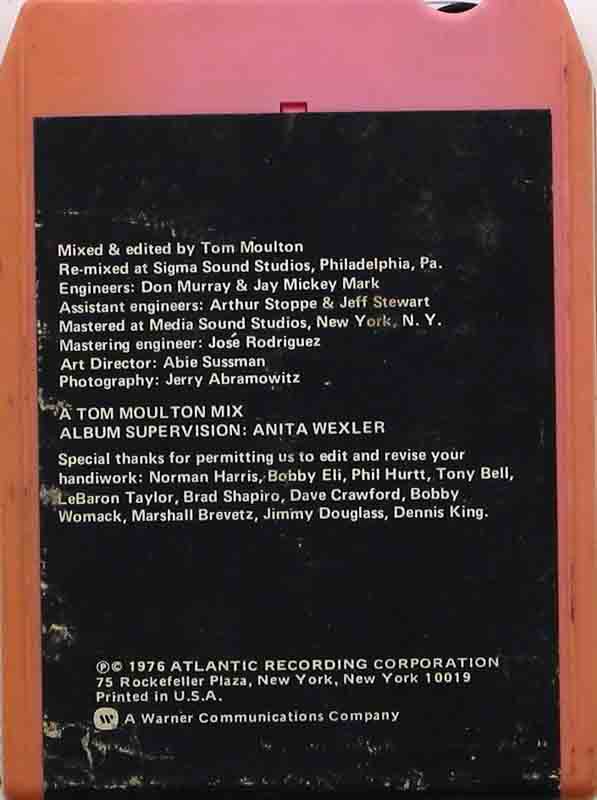 Mixed & edited by Tom Moulton
Re-mixed at Sigma Sound Studios, Philadelphia, Pa.
Engineers: Don Murray & Jay Mickey Mark
Assistant engineers: Arthur Stoppe & Jeff Stewart
Mastered at Media Sound Studios, New York, N. Y.
Mastering engineer: José Rodriguez
Art Director: Abie Sussman
Photography: Jerry Abramowitz
A TOM MOULTON MIX
ALBUM SUPERVISION: ANITA WEXLER
Special thanks for permitting us to edit and revise your
handiwork: Norman Harris, Bobby Eli, Phil Hurtt, Tony Bell,
LeBaron Taylor, Brad Shapiro, Dave Crawford, Bobby
Womack, Marshall Brevetz, Jimmy Douglass, Dennis King.
℗© 1976 ATLANTIC RECORDING CORPORATION
75 Rockefeller Plaza, New York, New York 10019
Printed in U.S.A.
A Warner Communications Company